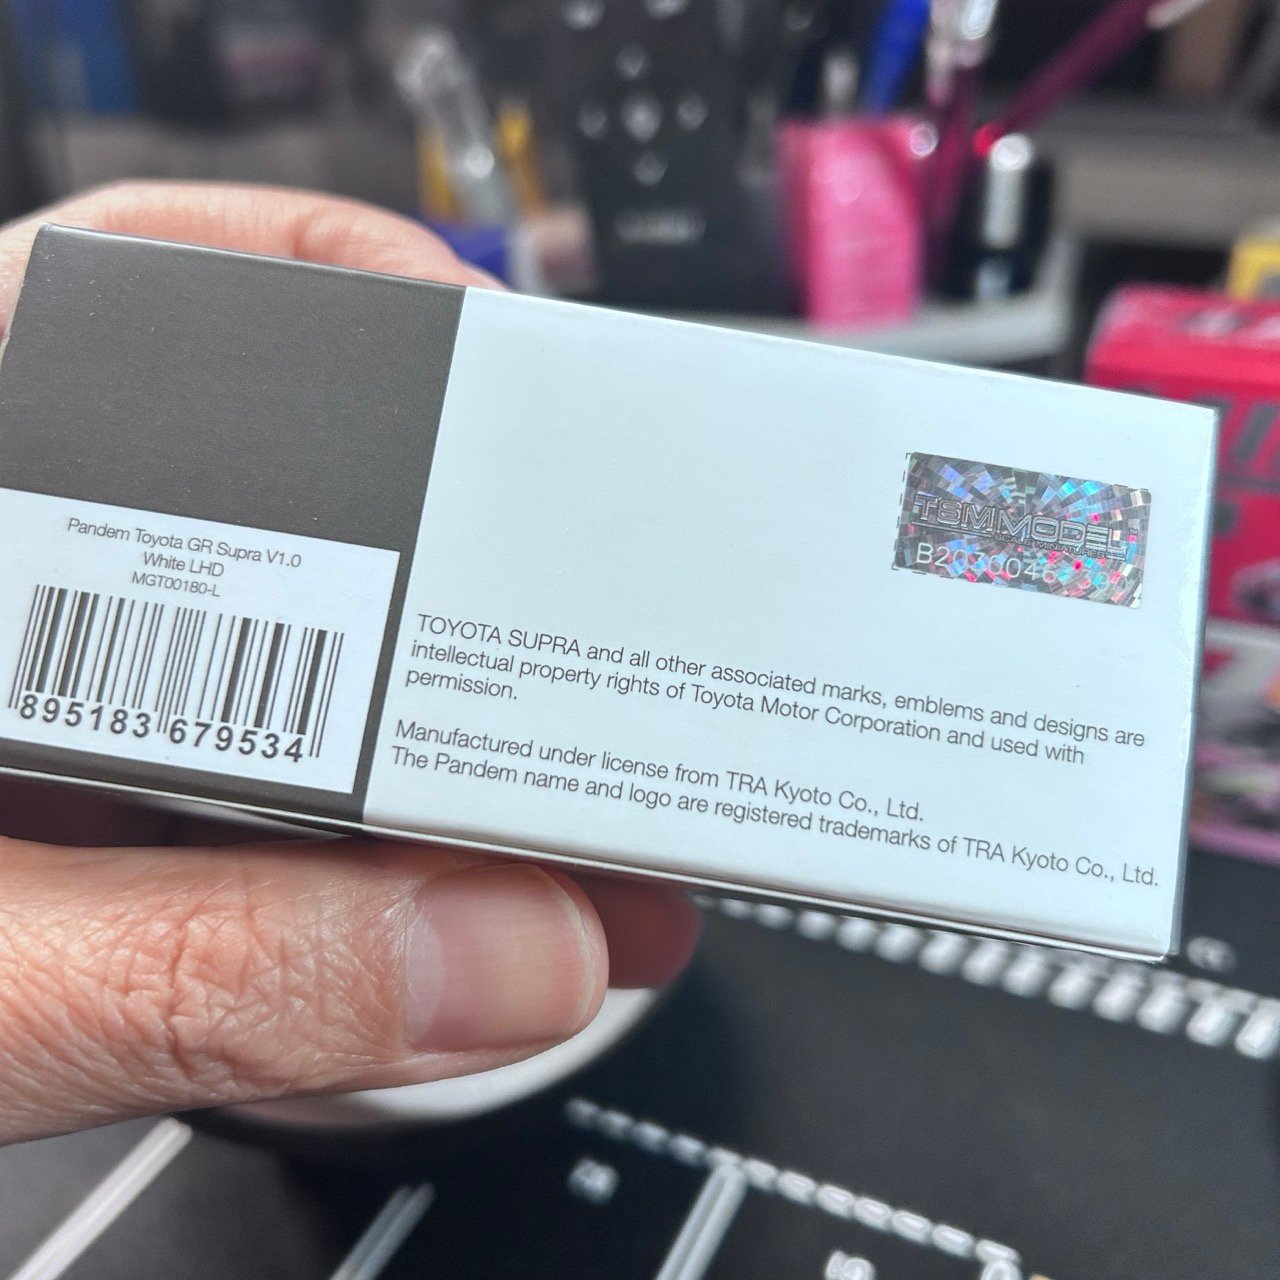 Pandem Toyota GR Supra V1.0
White LHD
MGT00180-L
895183 679534
TSM MODEL
SCALE MINIATURES
TOYOTA SUPRA and all other associated marks, emblems and designs are
intellectual property rights of Toyota Motor Corporation and used with
permission.
Manufactured under license from TRA Kyoto Co., Ltd.
The Pandem name and logo are registered trademarks of TRA Kyoto Co., Ltd.